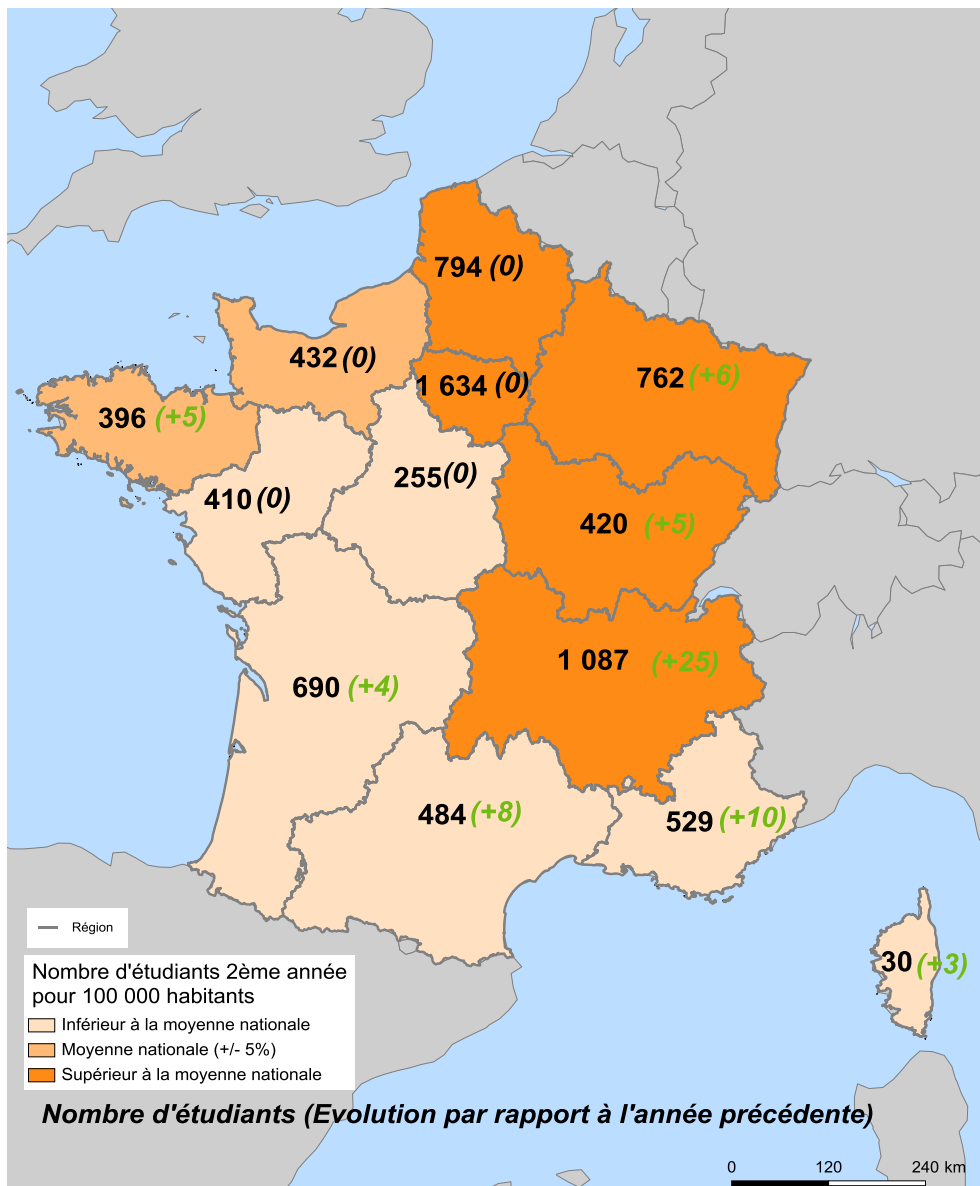 794 (0)
432 (0)
1 634 (0)
762 (+6)
396 (+5)
410 (0)
255 (0)
420 (+5)
1 087 (+25)
690 (+4)
484 (+8)
529 (+10)
30 (+3)
Région
Nombre d'étudiants 2ème année
pour 100 000 habitants
Inférieur à la moyenne nationale
Moyenne nationale (+/- 5%)
Supérieur à la moyenne nationale
Nombre d'étudiants (Evolution par rapport à l'année précédente)
0 120 240 km